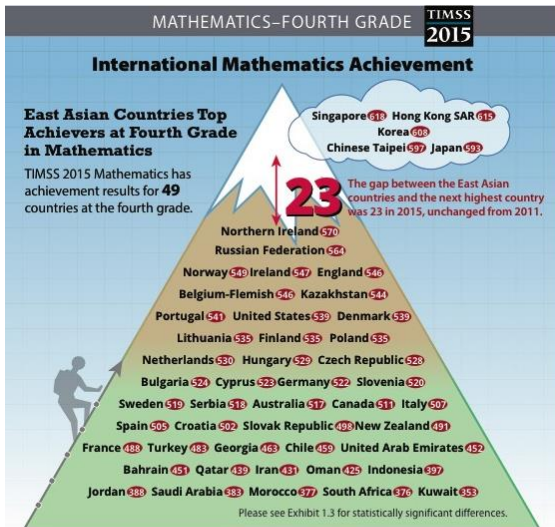 MATHEMATICS–FOURTH GRADE
TIMSS
2015
International Mathematics Achievement
East Asian Countries Top
Achievers at Fourth Grade
in Mathematics
TIMSS 2015 Mathematics has
achievement results for 49
countries at the fourth grade.
Singapore 618 Hong Kong SAR 615
Korea 608
Chinese Taipei 597 Japan 593
23
The gap between the East Asian
countries and the next highest country
was 23 in 2015, unchanged from 2011.
Northern Ireland 570
Russian Federation 564
Norway 549 Ireland 547 England 546
Belgium-Flemish 546 Kazakhstan 544
Portugal 541 United States 539 Denmark 539
Lithuania 535 Finland 535 Poland 535
Netherlands 530 Hungary 529 Czech Republic 528
Bulgaria 524 Cyprus 523 Germany 522 Slovenia 520
Sweden 519 Serbia 518 Australia 517 Canada 511 Italy 507
Spain 505 Croatia 502 Slovak Republic 498 New Zealand 491
France 488 Turkey 483 Georgia 463 Chile 459 United Arab Emirates 452
Bahrain 451 Qatar 439 Iran 431 Oman 425 Indonesia 397
Jordan 388 Saudi Arabia 383 Morocco 377 South Africa 376 Kuwait 353
Please see Exhibit 1.3 for statistically significant differences.